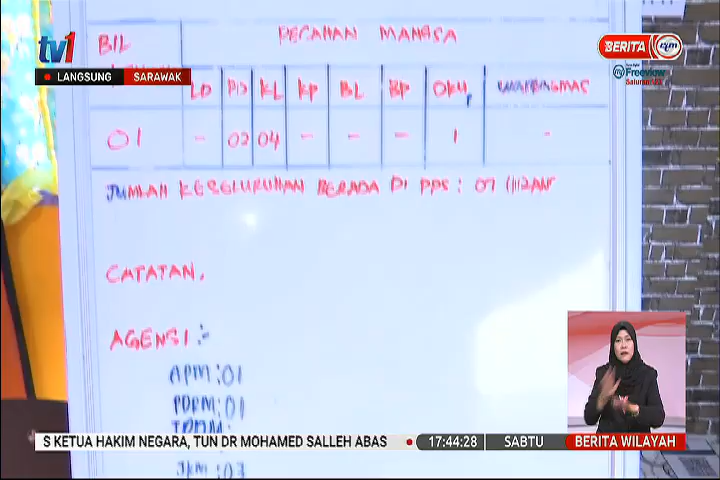 tv1
BIL
PECAHAN MANGSA
BERITA rtm
LANGSUNG SARAWAK
Freeview
LD PD KL KP BL BP OKU
01 - 02 04 - - - 1 -
JUMLAH KESELURUHAN BERADA DI PPS : 07
CATATAN.
AGENSI :-
APM : 01
PDRM : 01
JKM : 03
S KETUA HAKIM NEGARA, TUN DR MOHAMED SALLEH ABAS 17:44:28 SABTU BERITA WILAYAH